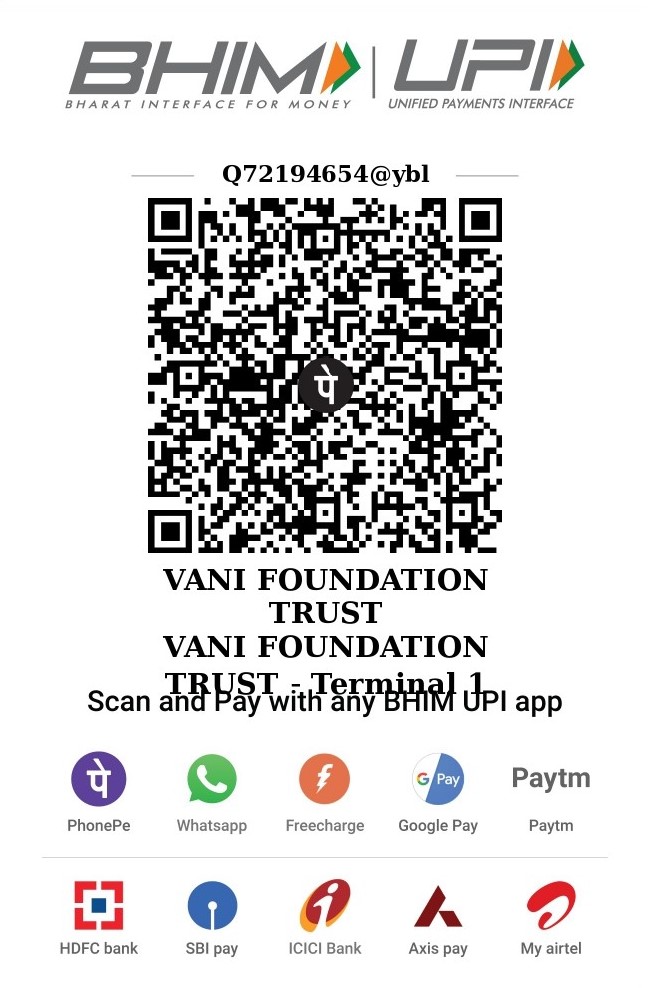 BHIM UPI
BHARAT INTERFACE FOR MONEY UNIFIED PAYMENTS INTERFACE
Q72194654@ybl
पे
VANI FOUNDATION
TRUST
VANI FOUNDATION
TRUST - Terminal 1
Scan and Pay with any BHIM UPI app
पे G Pay Paytm
PhonePe Whatsapp Freecharge Google Pay Paytm
HDFC bank SBI pay ICICI Bank Axis pay My airtel